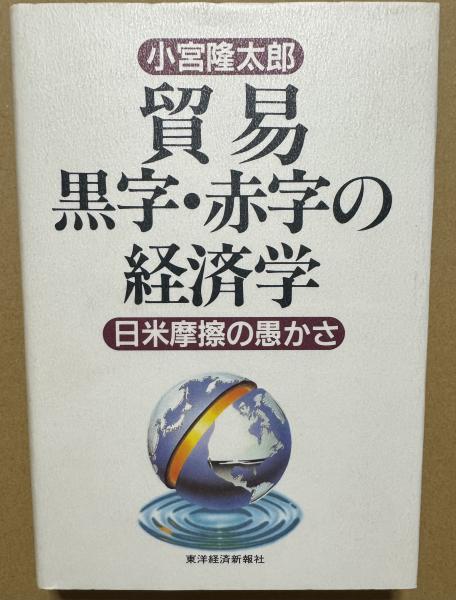 小宮隆太郎
貿易
黒字・赤字の
経済学
日米摩擦の愚かさ
東洋経済新報社